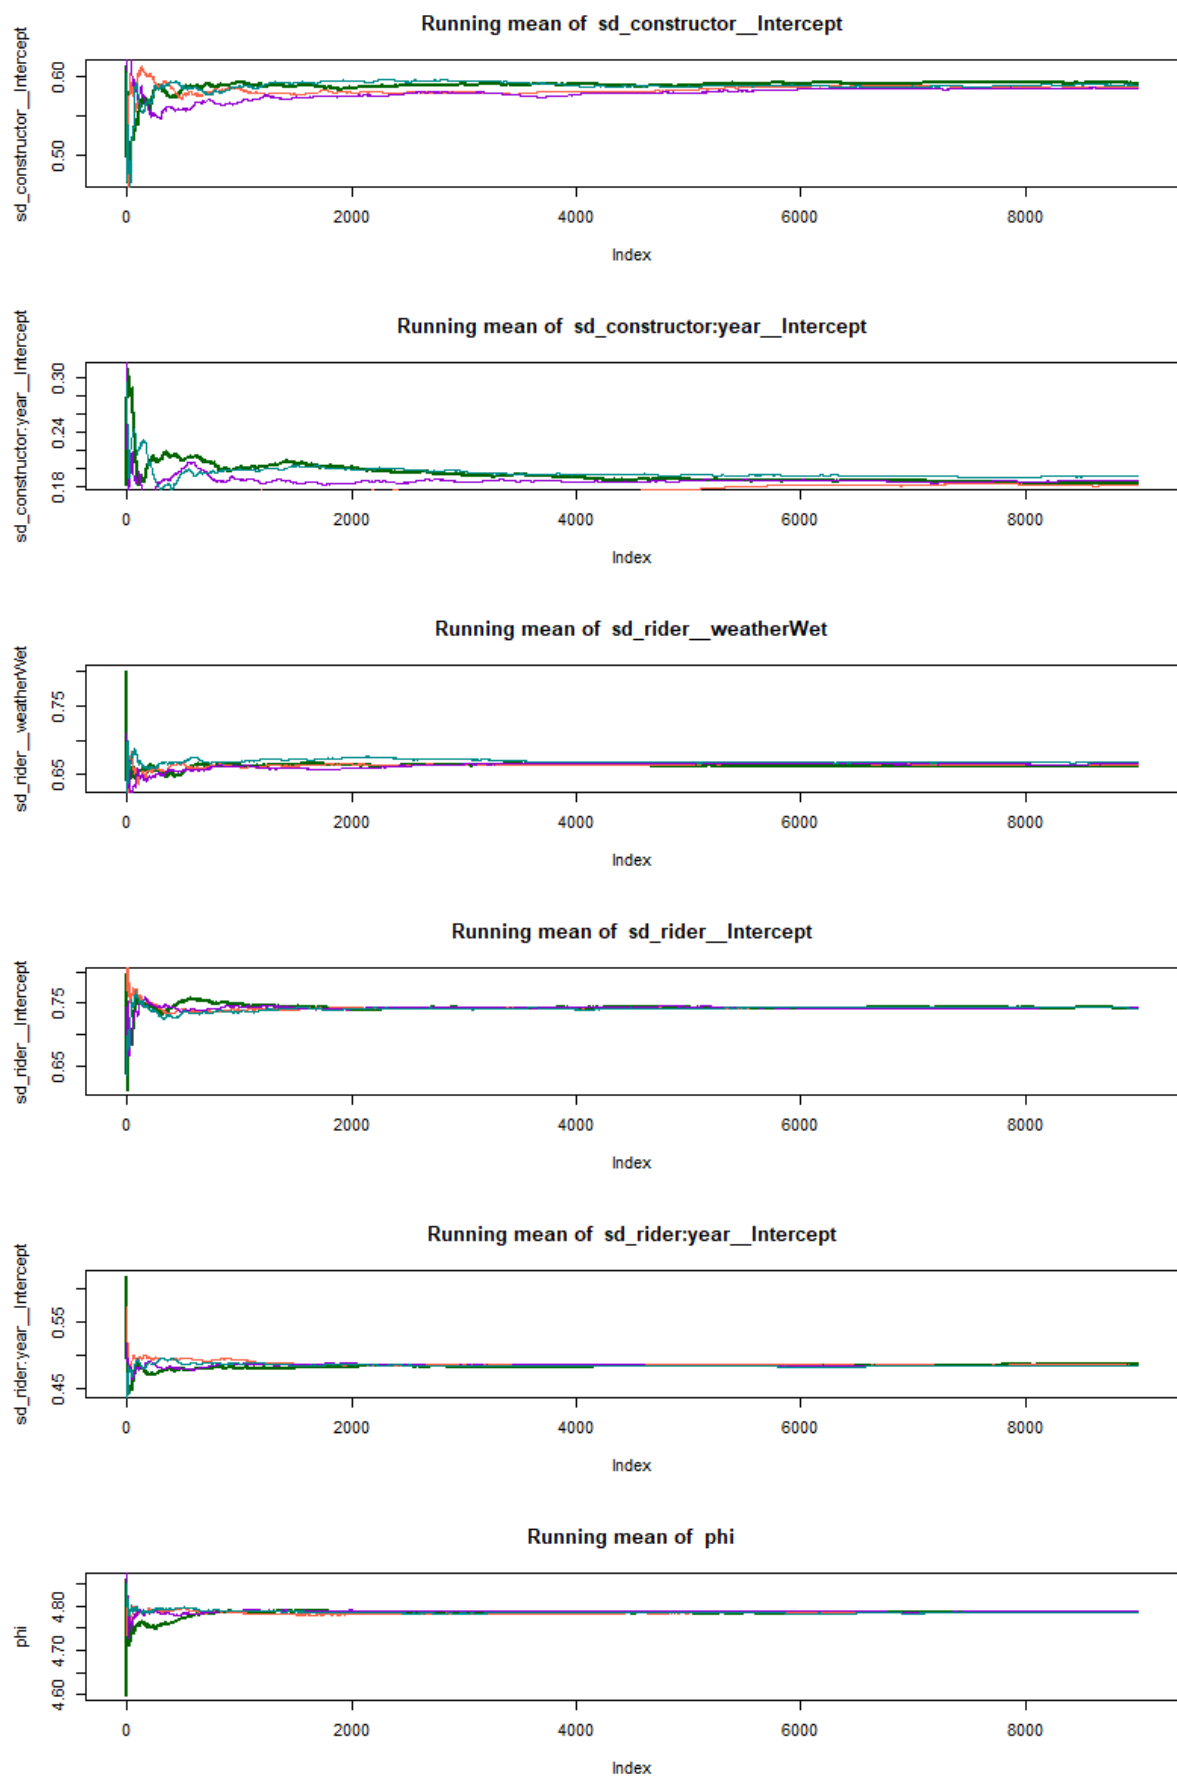 Running mean of sd_constructor__Intercept
sd_constructor__Intercept
0.60
0.50
0 2000 4000 6000 8000
Index
Running mean of sd_constructor:year__Intercept
sd_constructor:year__Intercept
0.30
0.24
0.18
0 2000 4000 6000 8000
Index
Running mean of sd_rider__weatherWet
sd_rider__weatherWet
0.75
0.65
0 2000 4000 6000 8000
Index
Running mean of sd_rider__Intercept
sd_rider__Intercept
0.75
0.65
0 2000 4000 6000 8000
Index
Running mean of sd_rider:year__Intercept
sd_rider:year__Intercept
0.55
0.45
0 2000 4000 6000 8000
Index
Running mean of phi
phi
4.80
4.70
4.60
0 2000 4000 6000 8000
Index